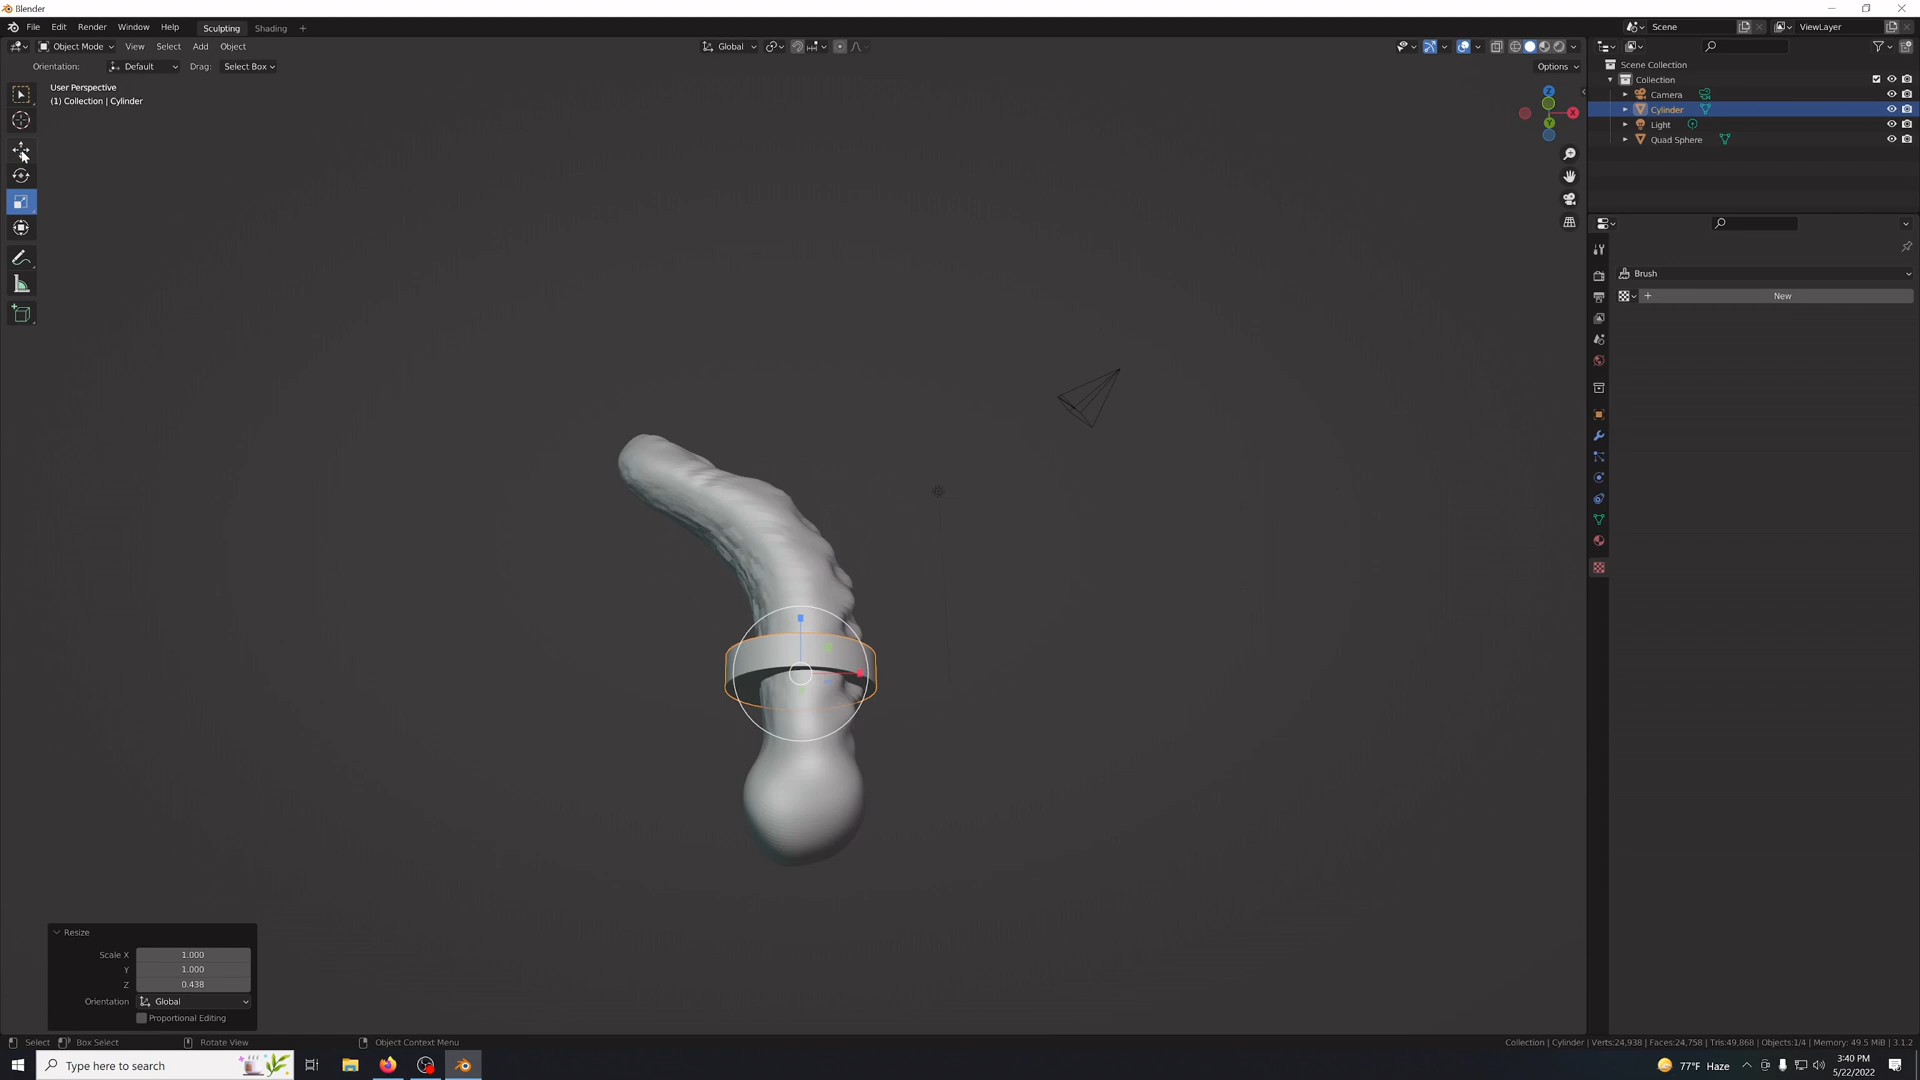 Blender
File Edit Render Window Help Sculpting Shading + Scene ViewLayer
Object Mode View Select Add Object Global
Orientation: Default Drag: Select Box Options
User Perspective
(1) Collection | Cylinder
Z
X
Y
Scene Collection
Collection
Camera
Cylinder
Light
Quad Sphere
Brush
+ New
Resize
Scale X 1.000
Y 1.000
Z 0.438
Orientation Global
Proportional Editing
Select Box Select Rotate View Object Context Menu Collection | Cylinder | Verts:24,938 | Faces:24,758 | Tris:49,868 | Objects:1/4 | Memory: 49.5 MiB | 3.1.2
Type here to search 77°F Haze 3:40 PM
5/22/2022